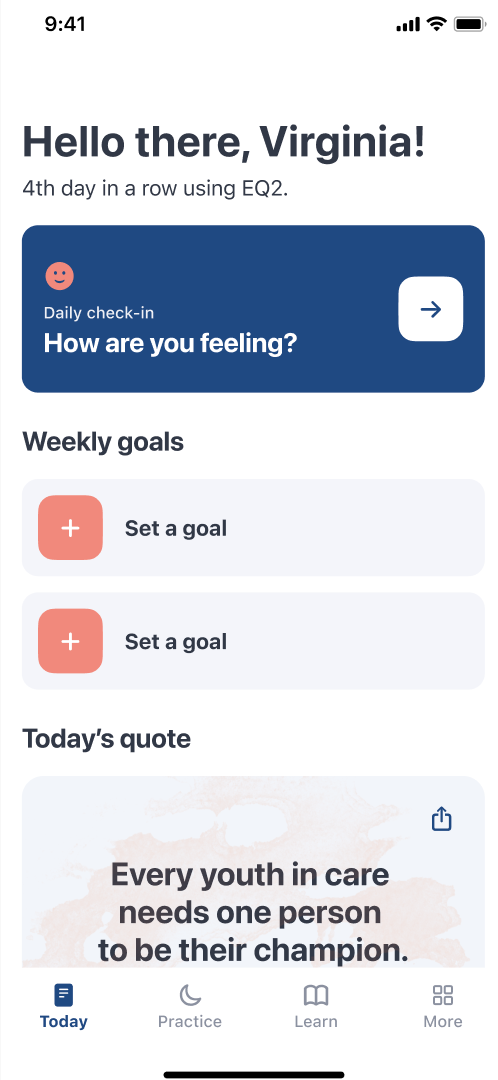 9:41
Hello there, Virginia!
4th day in a row using EQ2.
Daily check-in
How are you feeling?
Weekly goals
Set a goal
Set a goal
Today’s quote
Every youth in care
needs one person
to be their champion.
Today
Practice
Learn
More